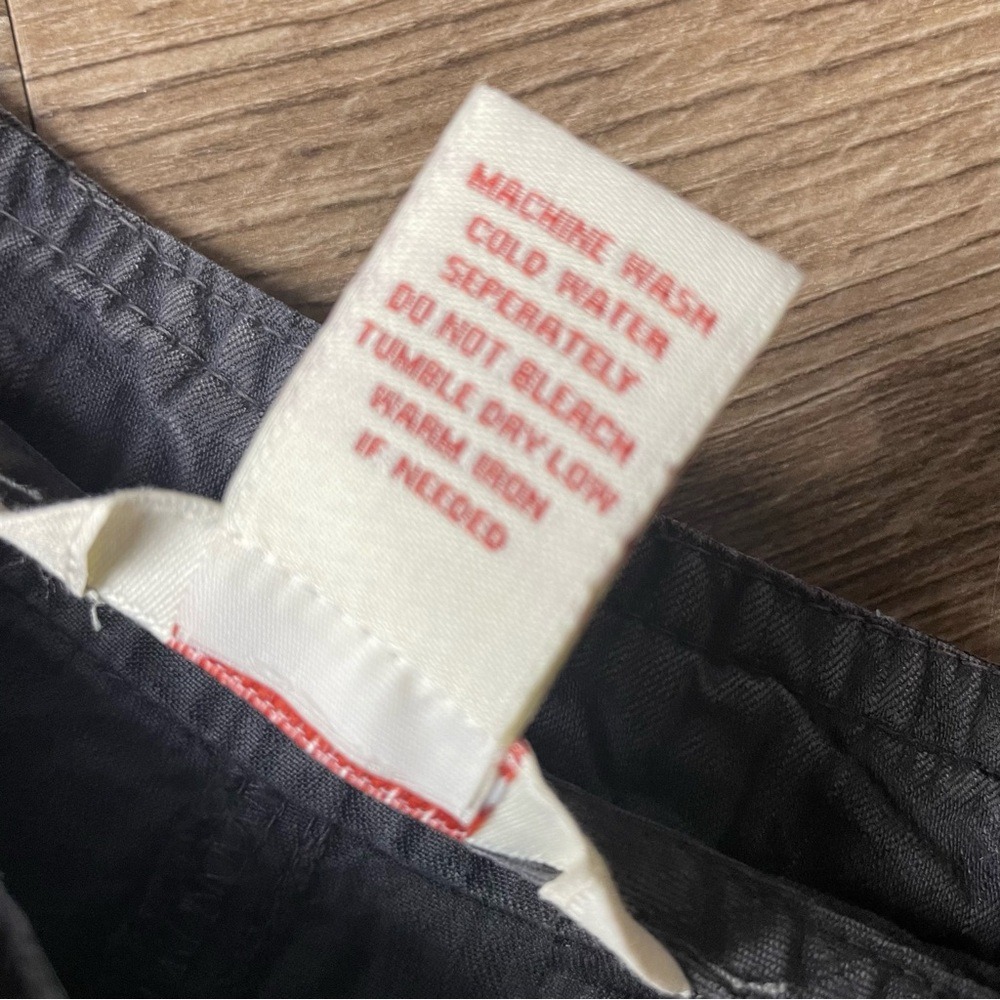 MACHINE WASH
COLD WATER
SEPERATELY
DO NOT BLEACH
TUMBLE DRY LOW
WARM IRON
IF NEEDED